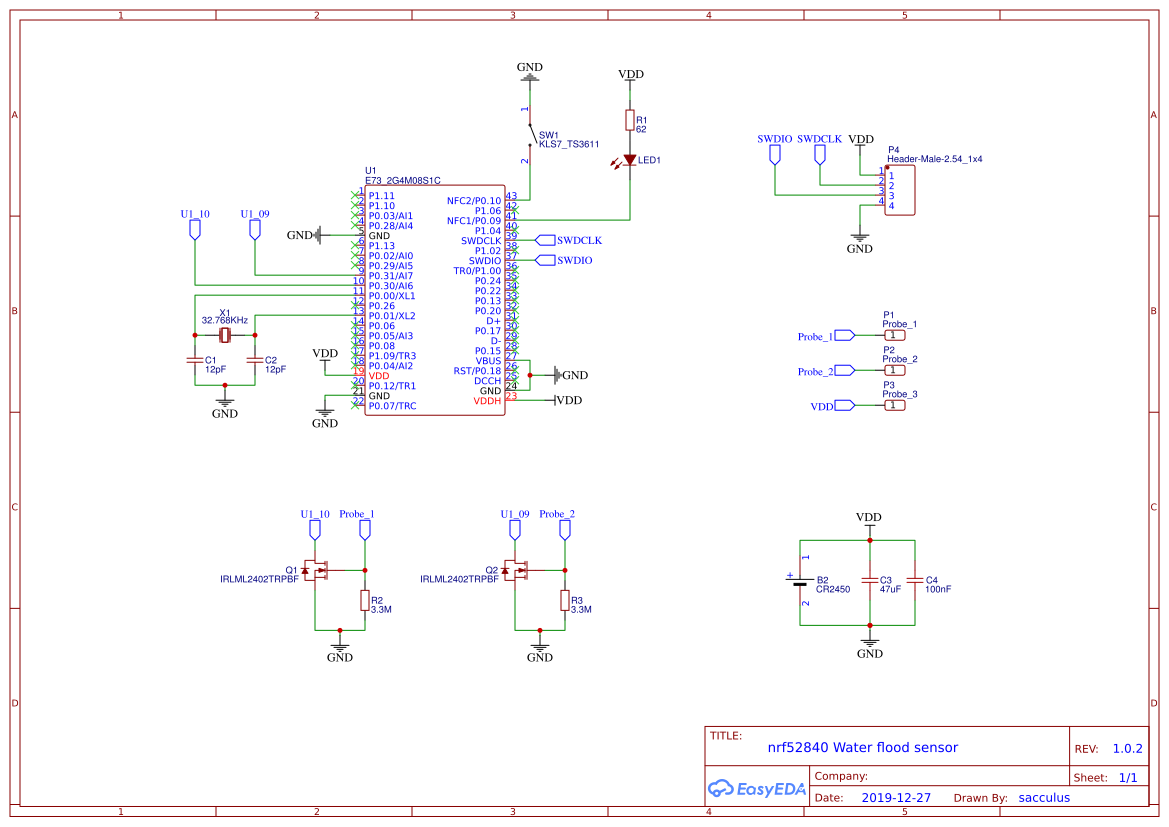 1 2 3 4 5
A A
B B
C C
D D
GND
VDD
1
SW1
KLS7_TS3611
2
R1
62
LED1
U1
E73_2G4M08S1C
1 P1.11
2 P1.10
3 P0.03/AI1
4 P0.28/AI4
5 GND
6 P1.13
7 P0.02/AI0
8 P0.29/AI5
9 P0.31/AI7
10 P0.30/AI6
11 P0.00/XL1
12 P0.26
13 P0.01/XL2
14 P0.06
15 P0.05/AI3
16 P0.08
17 P1.09/TR3
18 P0.04/AI2
19 VDD
20 P0.12/TR1
21 GND
22 P0.07/TRC
NFC2/P0.10 43
P1.06 42
NFC1/P0.09 41
P1.04 40
SWDCLK 39
P1.02 38
SWDIO 37
TR0/P1.00 36
P0.24 35
P0.22 34
P0.13 33
P0.20 32
D+ 31
P0.17 30
D- 29
P0.15 28
VBUS 27
RST/P0.18 26
DCCH 25
GND 24
VDDH 23
SWDCLK
SWDIO
GND
VDD
GND
VDD
GND
U1_10 U1_09
X1
32.768KHz
C1
12pF
C2
12pF
GND
SWDIO SWDCLK VDD
P4
Header-Male-2.54_1x4
1 1
2 2
3 3
4 4
GND
P1
Probe_1
Probe_1 1
P2
Probe_2
Probe_2 1
P3
Probe_3
VDD 1
U1_10 Probe_1
Q1
IRLML2402TRPBF
R2
3.3M
GND
U1_09 Probe_2
Q2
IRLML2402TRPBF
R3
3.3M
GND
VDD
1
+
B2
CR2450
2
C3
47uF
C4
100nF
GND
TITLE:
nrf52840 Water flood sensor
REV: 1.0.2
EasyEDA
Company:
Sheet: 1/1
Date: 2019-12-27 Drawn By: sacculus
1 2 3 4 5